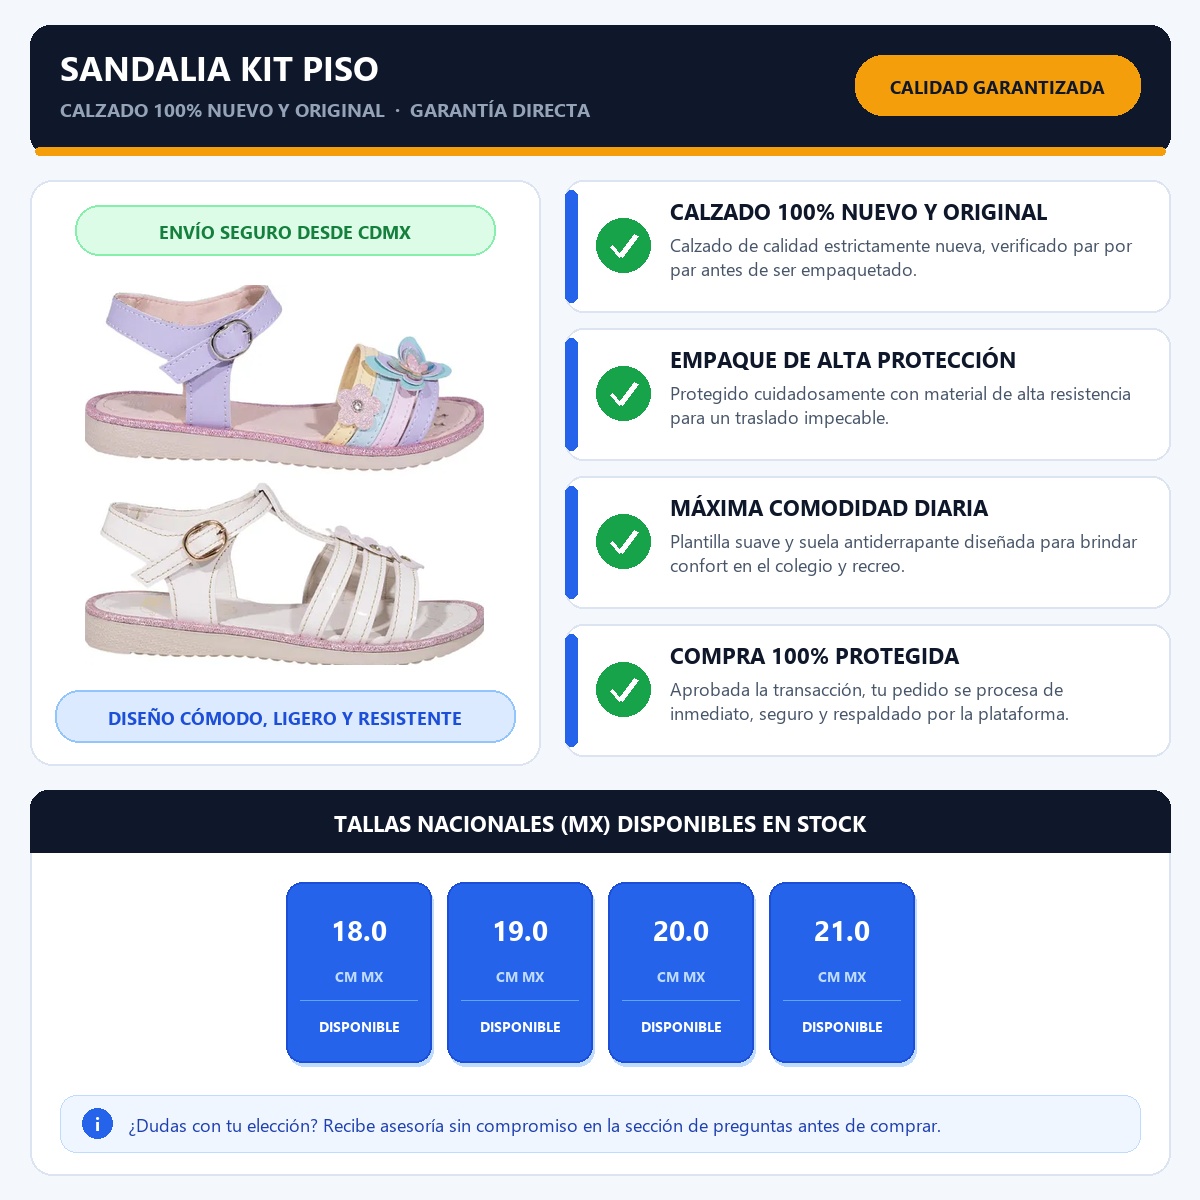 SANDALIA KIT PISO
CALZADO 100% NUEVO Y ORIGINAL · GARANTÍA DIRECTA
CALIDAD GARANTIZADA
ENVÍO SEGURO DESDE CDMX
DISEÑO CÓMODO, LIGERO Y RESISTENTE
CALZADO 100% NUEVO Y ORIGINAL
Calzado de calidad estrictamente nueva, verificado par por
par antes de ser empaquetado.
EMPAQUE DE ALTA PROTECCIÓN
Protegido cuidadosamente con material de alta resistencia
para un traslado impecable.
MÁXIMA COMODIDAD DIARIA
Plantilla suave y suela antiderrapante diseñada para brindar
confort en el colegio y recreo.
COMPRA 100% PROTEGIDA
Aprobada la transacción, tu pedido se procesa de
inmediato, seguro y respaldado por la plataforma.
TALLAS NACIONALES (MX) DISPONIBLES EN STOCK
18.0
CM MX
DISPONIBLE
19.0
CM MX
DISPONIBLE
20.0
CM MX
DISPONIBLE
21.0
CM MX
DISPONIBLE
¿Dudas con tu elección? Recibe asesoría sin compromiso en la sección de preguntas antes de comprar.